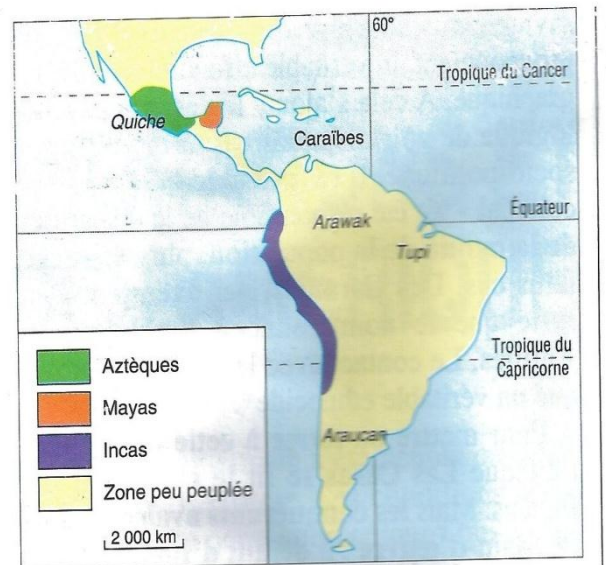 60°
Tropique du Cancer
Quiche
Caraïbes
Équateur
Arawak
Tupi
Tropique du
Capricorne
Araucan
Aztèques
Mayas
Incas
Zone peu peuplée
2 000 km